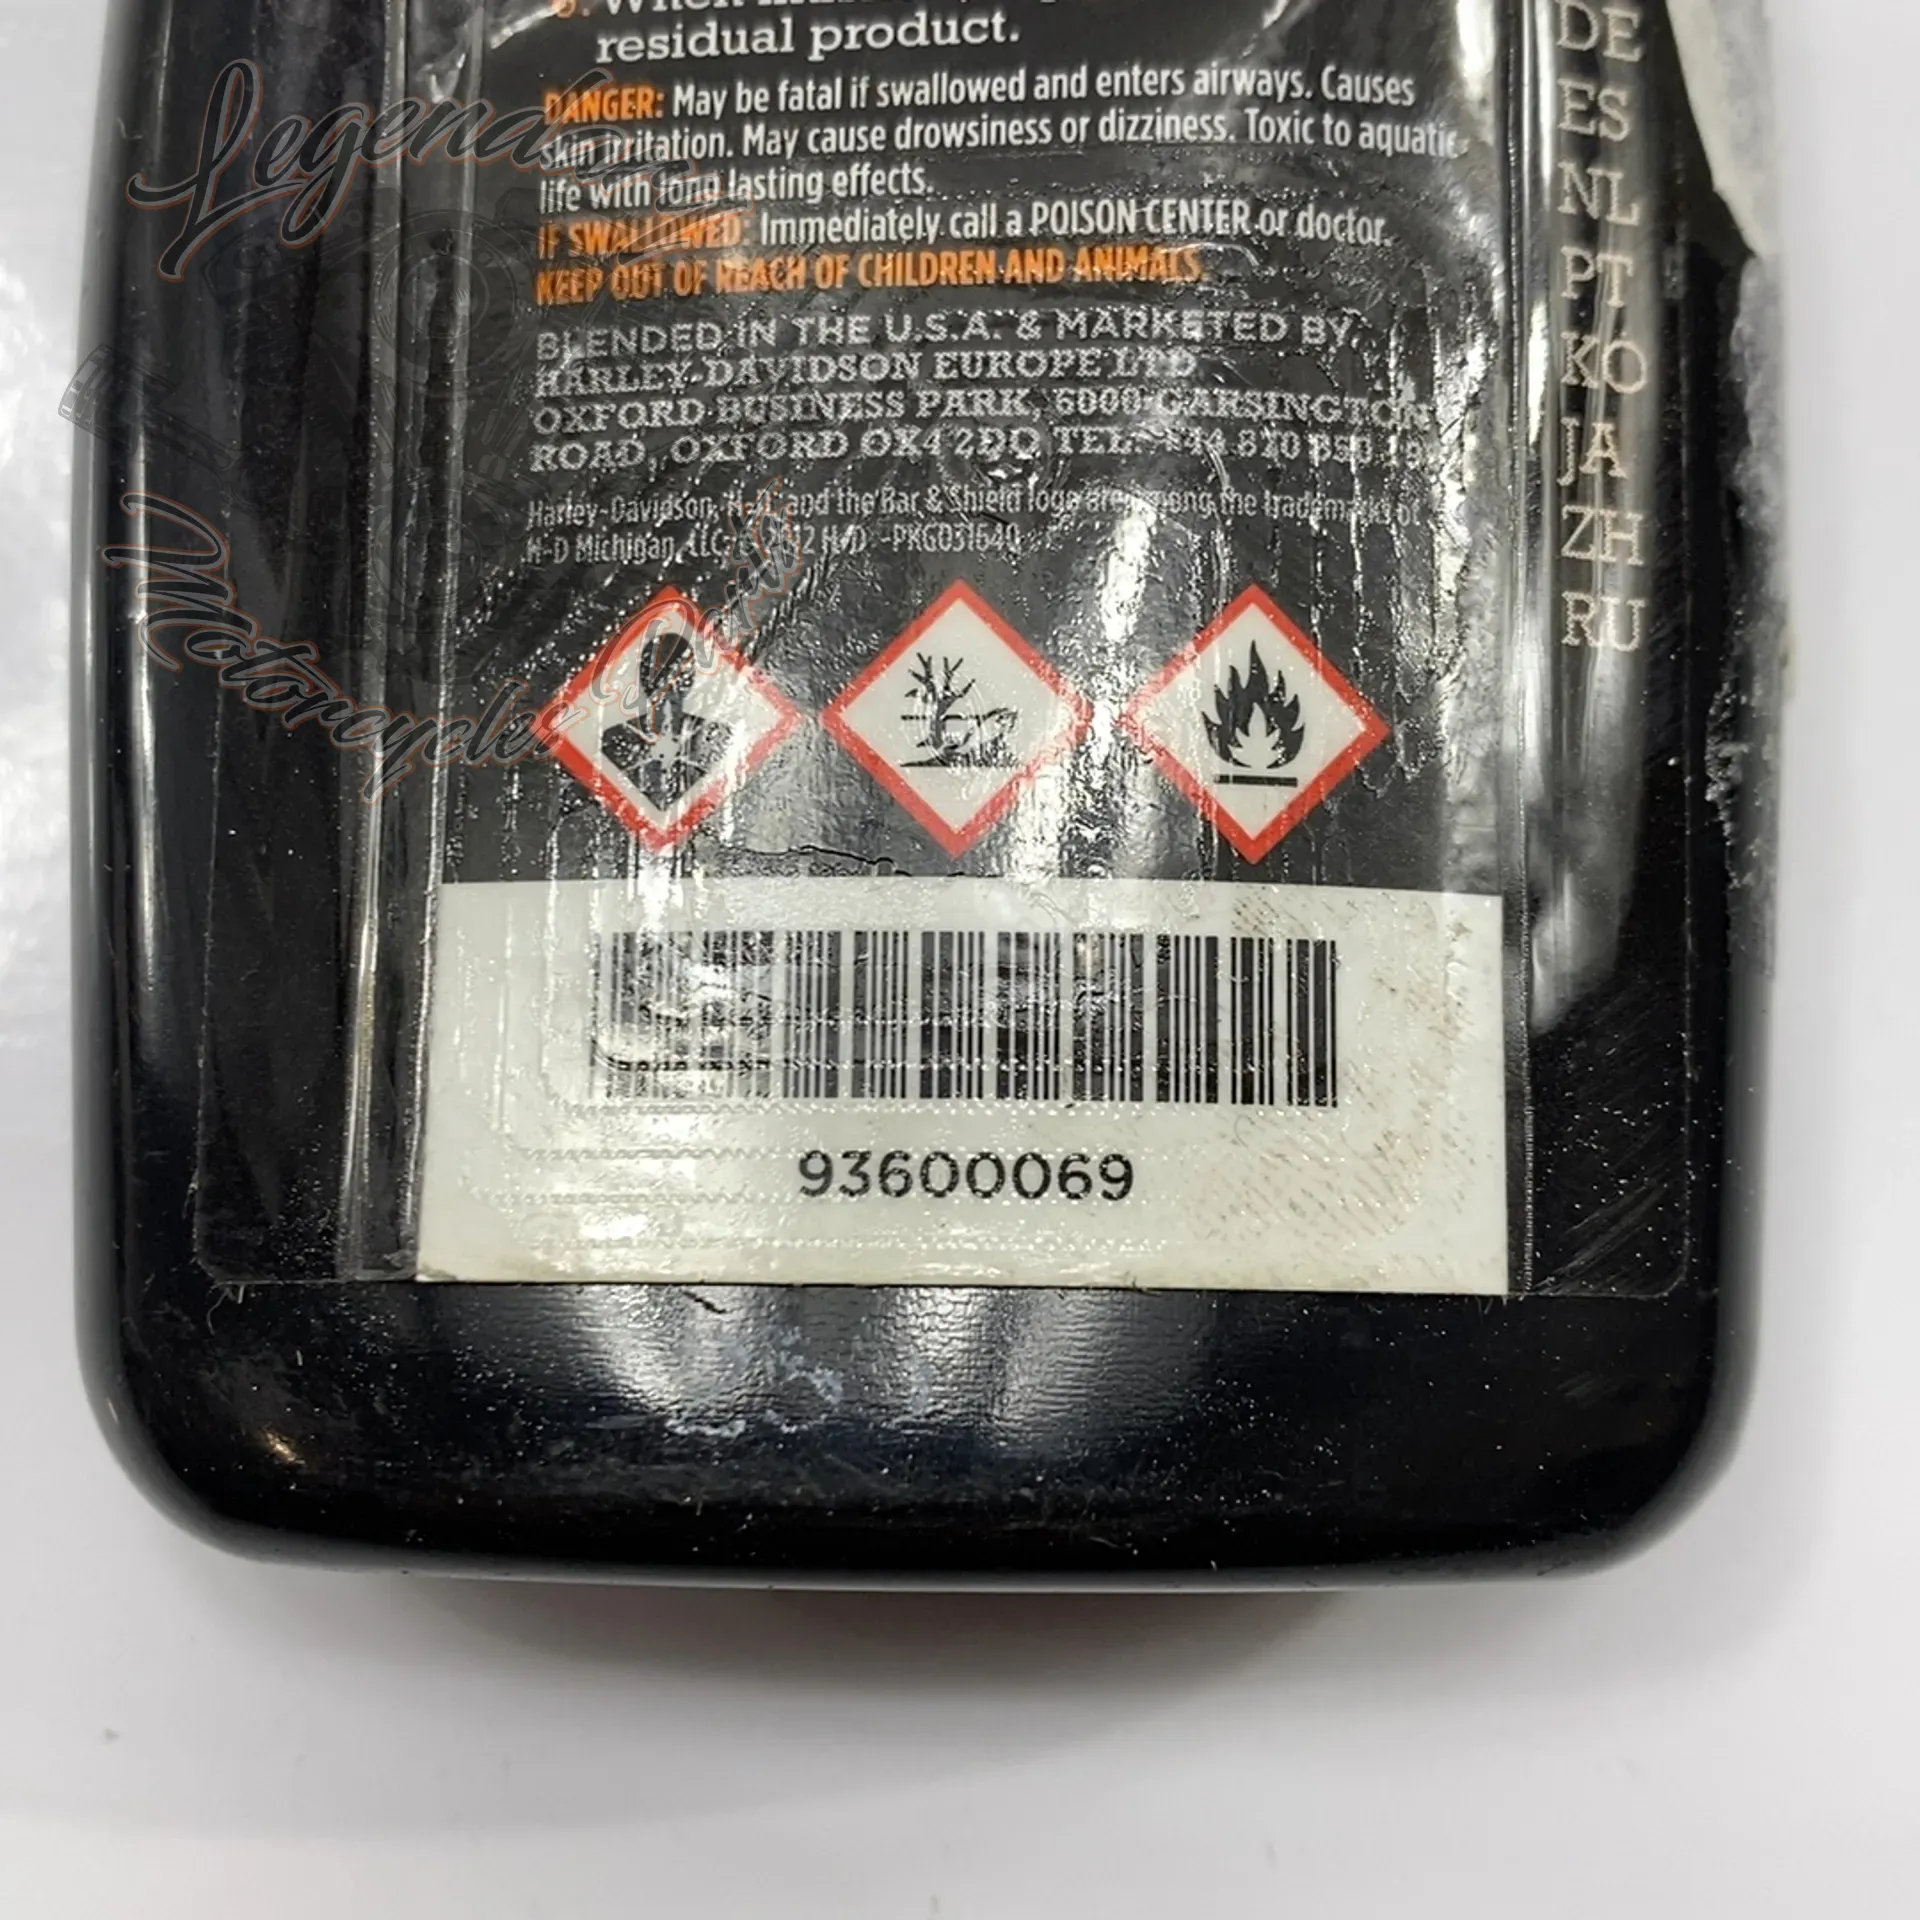 residual product.
DANGER: May be fatal if swallowed and enters airways. Causes
skin irritation. May cause drowsiness or dizziness. Toxic to aquatic
life with long lasting effects.
IF SWALLOWED: Immediately call a POISON CENTER or doctor.
KEEP OUT OF REACH OF CHILDREN AND ANIMALS.
BLENDED IN THE U.S.A. & MARKETED BY:
HARLEY-DAVIDSON EUROPE LTD
OXFORD BUSINESS PARK, 6000 GARSINGTON
ROAD, OXFORD OX4 2DQ TEL:
Harley-Davidson, H-D, and the Bar & Shield logo are among the trademarks of
H-D Michigan, LLC. H-D -PKG031640
93600069
DE
ES
NL
PT
KO
JA
ZH
RU
Legendary
Motorcycles Parts